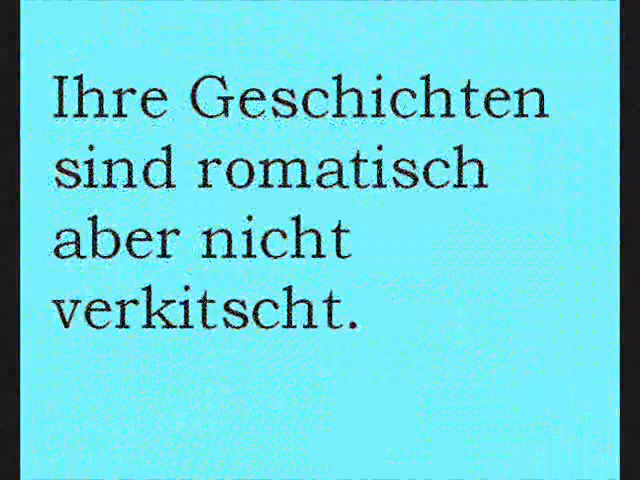 Ihre Geschichten
sind romatisch
aber nicht
verkitscht.